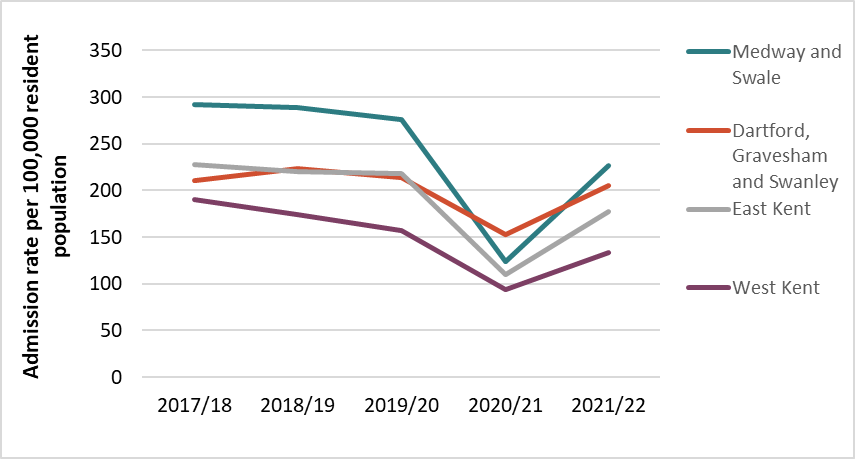 Admission rate per 100,000 resident
population
350
300
250
200
150
100
50
0
2017/18
2018/19
2019/20
2020/21
2021/22
Medway and
Swale
Dartford,
Gravesham
and Swanley
East Kent
West Kent